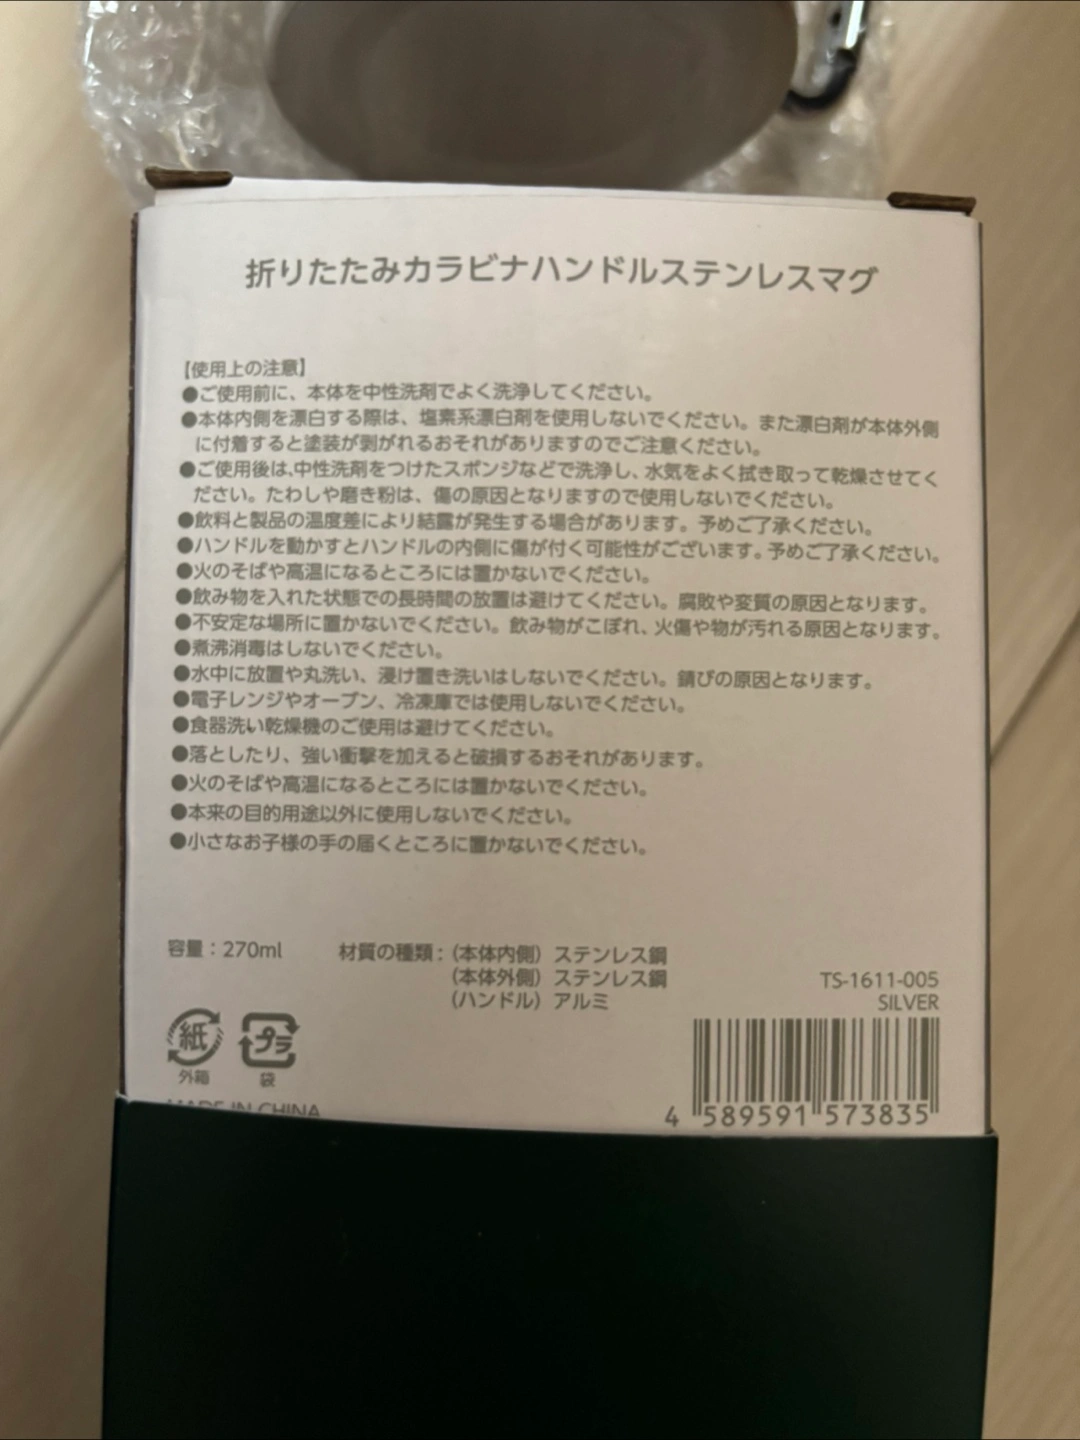 折りたたみカラビナハンドルステンレスマグ
【使用上の注意】
●ご使用前に、本体を中性洗剤でよく洗浄してください。
●本体内側を漂白する際は、塩素系漂白剤を使用しないでください。また漂白剤が本体外側
に付着すると塗装が剥がれるおそれがありますのでご注意ください。
●ご使用後は、中性洗剤をつけたスポンジなどで洗浄し、水気をよく拭き取って乾燥させてく
ださい。たわしや磨き粉は、傷の原因となりますので使用しないでください。
●飲料と製品の温度差により結露が発生する場合があります。予めご了承ください。
●ハンドルを動かすとハンドルの内側に傷が付く可能性がございます。予めご了承ください。
●火のそばや高温になるところには置かないでください。
●飲み物を入れた状態での長時間の放置は避けてください。腐敗や変質の原因となります。
●不安定な場所に置かないでください。飲み物がこぼれ、火傷や物が汚れる原因となります。
●煮沸消毒はしないでください。
●水中に放置や丸洗い、浸け置き洗いはしないでください。錆びの原因となります。
●電子レンジやオーブン、冷凍庫では使用しないでください。
●食器洗い乾燥機のご使用は避けてください。
●落としたり、強い衝撃を加えると破損するおそれがあります。
●火のそばや高温になるところには置かないでください。
●本来の目的用途以外に使用しないでください。
●小さなお子様の手の届くところに置かないでください。
容量：270ml
材質の種類：（本体内側）ステンレス鋼
（本体外側）ステンレス鋼
（ハンドル）アルミ
TS-1611-005
SILVER
紙
外箱
プラ
袋
MADE IN CHINA
4 589591 573835